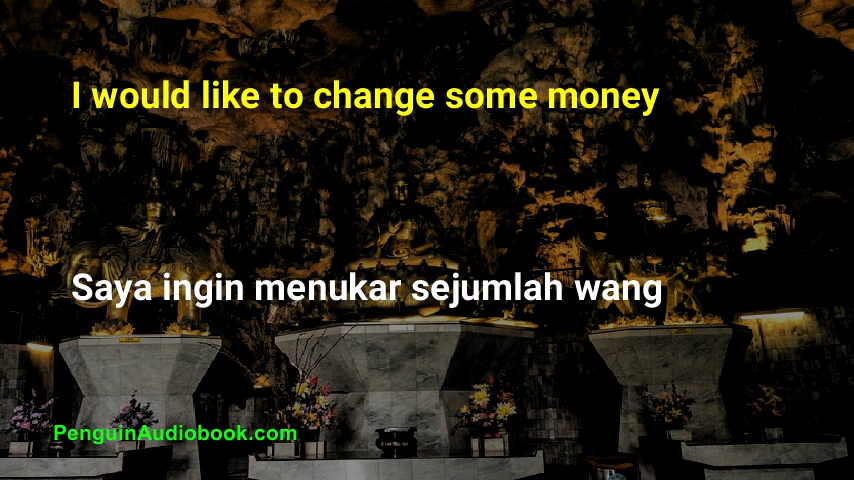 I would like to change some money
Saya ingin menukar sejumlah wang
PenguinAudiobook.com